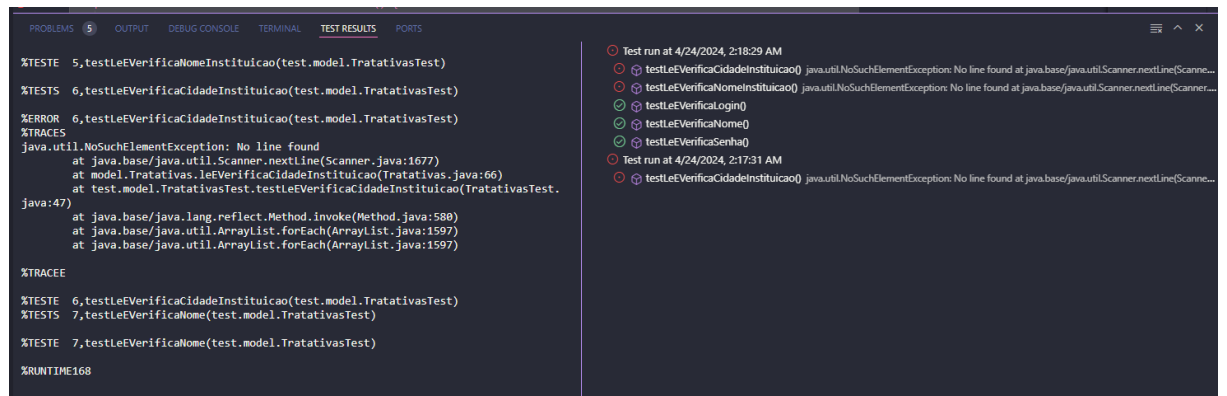 PROBLEMS 5 OUTPUT DEBUG CONSOLE TERMINAL TEST RESULTS PORTS
%TESTE 5,testLeEVerificaNomeInstituicao(test.model.TratativasTest)
%TESTS 6,testLeEVerificaCidadeInstituicao(test.model.TratativasTest)
%ERROR 6,testLeEVerificaCidadeInstituicao(test.model.TratativasTest)
%TRACES
java.util.NoSuchElementException: No line found
at java.base/java.util.Scanner.nextLine(Scanner.java:1677)
at model.Tratativas.leEVerificaCidadeInstituicao(Tratativas.java:66)
at test.model.TratativasTest.testLeEVerificaCidadeInstituicao(TratativasTest.
java:47)
at java.base/java.lang.reflect.Method.invoke(Method.java:580)
at java.base/java.util.ArrayList.forEach(ArrayList.java:1597)
at java.base/java.util.ArrayList.forEach(ArrayList.java:1597)
%TRACEE
%TESTE 6,testLeEVerificaCidadeInstituicao(test.model.TratativasTest)
%TESTS 7,testLeEVerificaNome(test.model.TratativasTest)
%TESTE 7,testLeEVerificaNome(test.model.TratativasTest)
%RUNTIME168
Test run at 4/24/2024, 2:18:29 AM
testLeEVerificaCidadeInstituicao() java.util.NoSuchElementException: No line found at java.base/java.util.Scanner.nextLine(Scanne...
testLeEVerificaNomeInstituicao() java.util.NoSuchElementException: No line found at java.base/java.util.Scanner.nextLine(Scanner....
testLeEVerificaLogin()
testLeEVerificaNome()
testLeEVerificaSenha()
Test run at 4/24/2024, 2:17:31 AM
testLeEVerificaCidadeInstituicao() java.util.NoSuchElementException: No line found at java.base/java.util.Scanner.nextLine(Scanne...